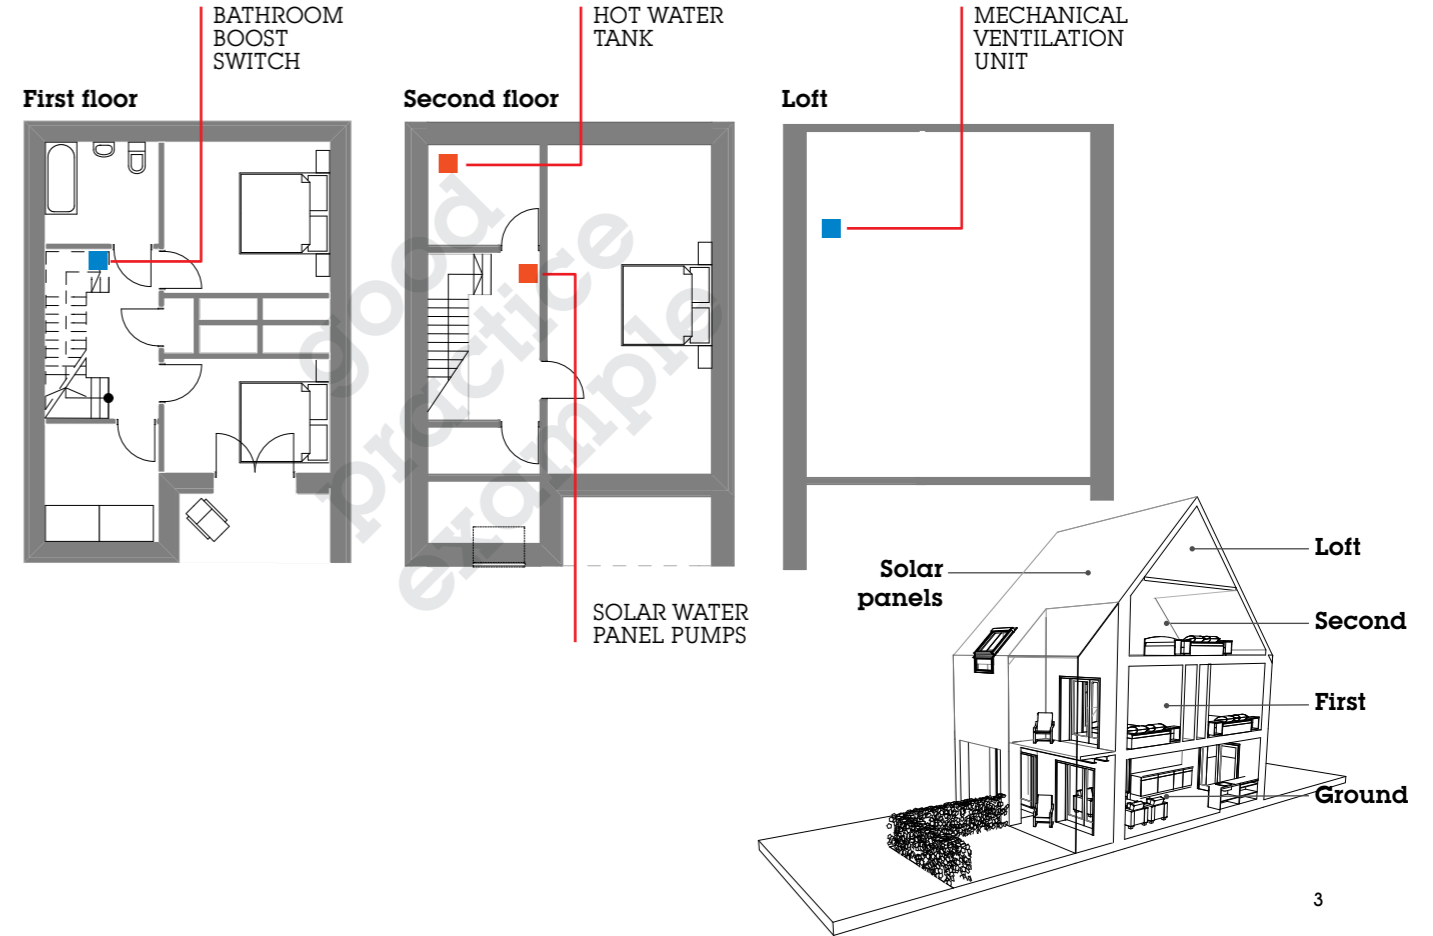 BATHROOM
BOOST
SWITCH
HOT WATER
TANK
MECHANICAL
VENTILATION
UNIT
First floor
Second floor
Loft
good
practice
example
SOLAR WATER
PANEL PUMPS
Solar
panels
Loft
Second
First
Ground
3